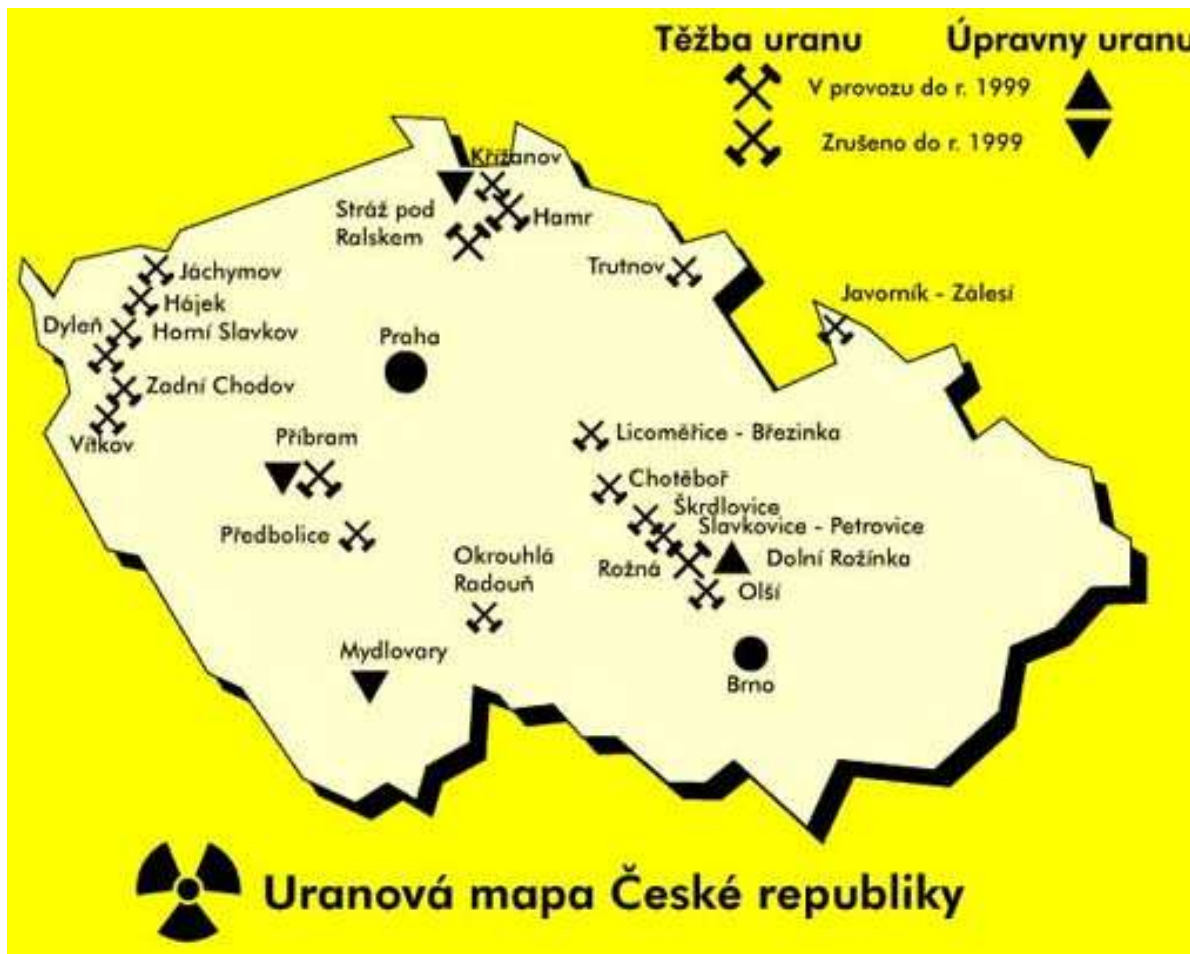 Těžba uranu
Úpravny uranu
V provozu do r. 1999
Zrušeno do r. 1999
Křižanov
Stráž pod
Ralskem
Hamr
Trutnov
Jáchymov
Javorník - Zálesí
Hájek
Dyleň
Horní Slavkov
Praha
Zadní Chodov
Vítkov
Příbram
Licoměřice - Březinka
Chotěboř
Škrdlovice
Slavkovice - Petrovice
Předbolice
Okrouhlá
Radouň
Rožná
Dolní Rožínka
Olší
Mydlovary
Brno
Uranová mapa České republiky